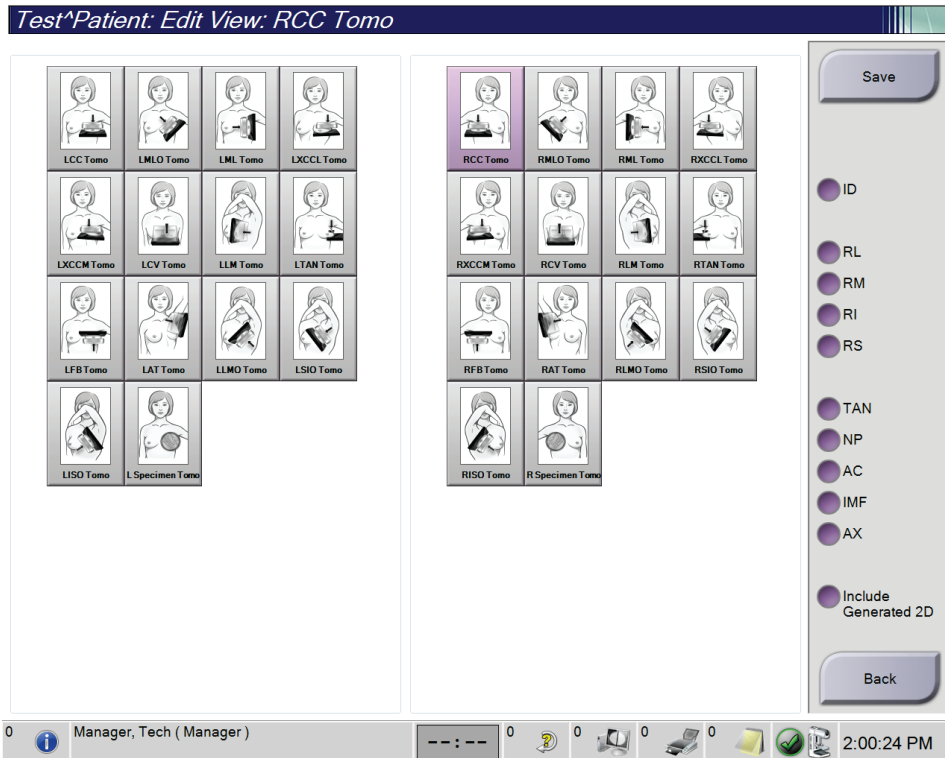 Test^Patient: Edit View: RCC Tomo
LCC Tomo
LMLO Tomo
LML Tomo
LXCCL Tomo
LXCCM Tomo
LCV Tomo
LLM Tomo
LTAN Tomo
LFB Tomo
LAT Tomo
LLMO Tomo
LSIO Tomo
LISO Tomo
L Specimen Tomo
RCC Tomo
RMLO Tomo
RML Tomo
RXCCL Tomo
RXCCM Tomo
RCV Tomo
RLM Tomo
RTAN Tomo
RFB Tomo
RAT Tomo
RLMO Tomo
RSIO Tomo
RISO Tomo
R Specimen Tomo
Save
ID
RL
RM
RI
RS
TAN
NP
AC
IMF
AX
Include
Generated 2D
Back
0
Manager, Tech ( Manager )
--:--
0
0
0
0
2:00:24 PM